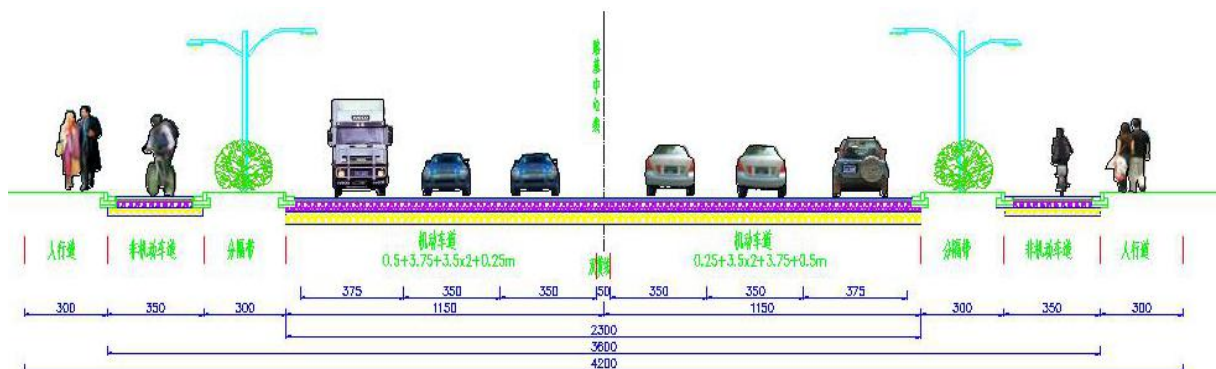 路基中心线
人行道 非机动车道 分隔带 机动车道 机动车道 分隔带 非机动车道 人行道
0.5+3.75+3.5x2+0.25m 双黄线 0.25+3.5x2+3.75+0.5m
375 350 350 50 350 350 375
300 350 300 1150 1150 300 350 300
2300
3600
4200